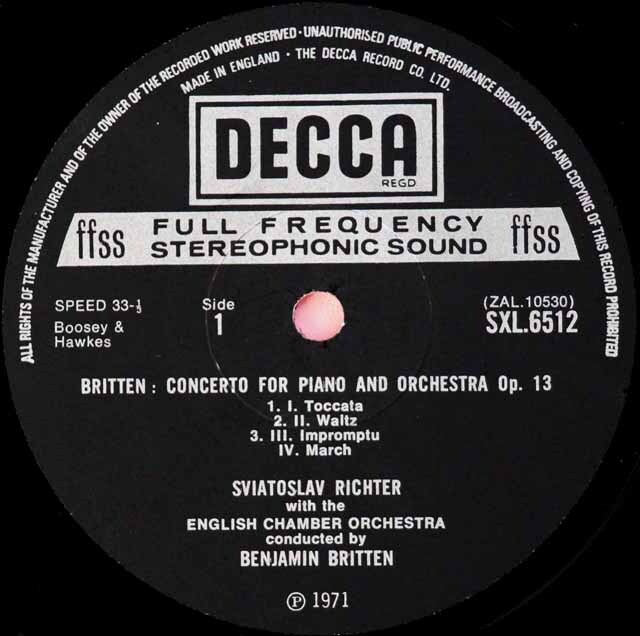 ALL RIGHTS OF THE MANUFACTURER AND OF THE OWNER OF THE RECORDED WORK RESERVED · UNAUTHORISED PUBLIC PERFORMANCE BROADCASTING AND COPYING OF THIS RECORD PROHIBITED
MADE IN ENGLAND · THE DECCA RECORD CO. LTD.
DECCA
REGD
ffss FULL FREQUENCY ffss
STEREOPHONIC SOUND
SPEED 33-⅓ Side (ZAL.10530)
Boosey & 1 SXL.6512
Hawkes
BRITTEN : CONCERTO FOR PIANO AND ORCHESTRA Op. 13
1. I. Toccata
2. II. Waltz
3. III. Impromptu
IV. March
SVIATOSLAV RICHTER
with the
ENGLISH CHAMBER ORCHESTRA
conducted by
BENJAMIN BRITTEN
Ⓟ 1971